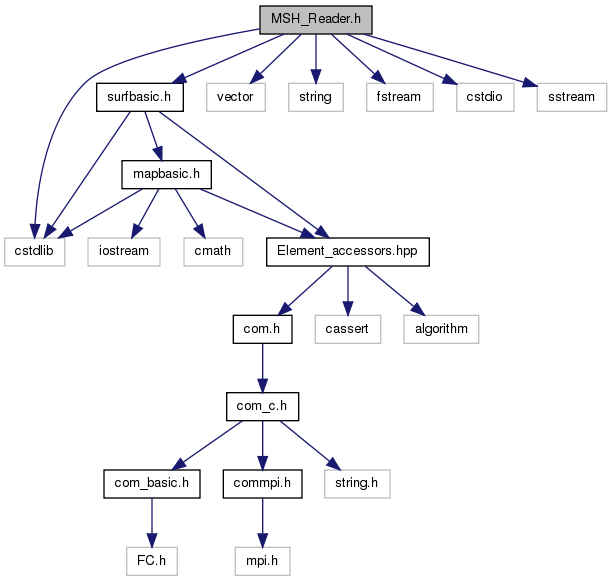 MSH_Reader.h
surfbasic.h
vector
string
fstream
cstdio
sstream
mapbasic.h
cstdlib
iostream
cmath
Element_accessors.hpp
com.h
cassert
algorithm
com_c.h
com_basic.h
commpi.h
string.h
FC.h
mpi.h